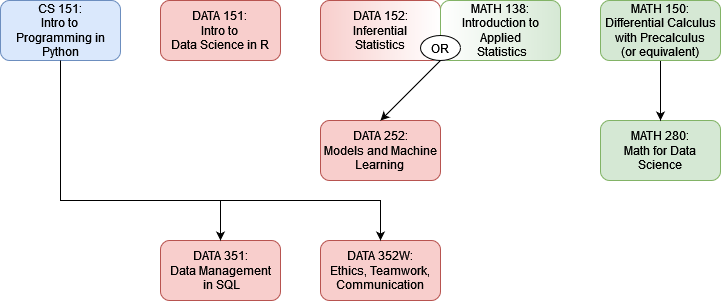 CS 151:
Intro to
Programming in
Python
DATA 151:
Intro to
Data Science in R
DATA 152:
Inferential
Statistics
OR
MATH 138:
Introduction to
Applied
Statistics
MATH 150:
Differential Calculus
with Precalculus
(or equivalent)
DATA 252:
Models and Machine
Learning
MATH 280:
Math for Data
Science
DATA 351:
Data Management
in SQL
DATA 352W:
Ethics, Teamwork,
Communication